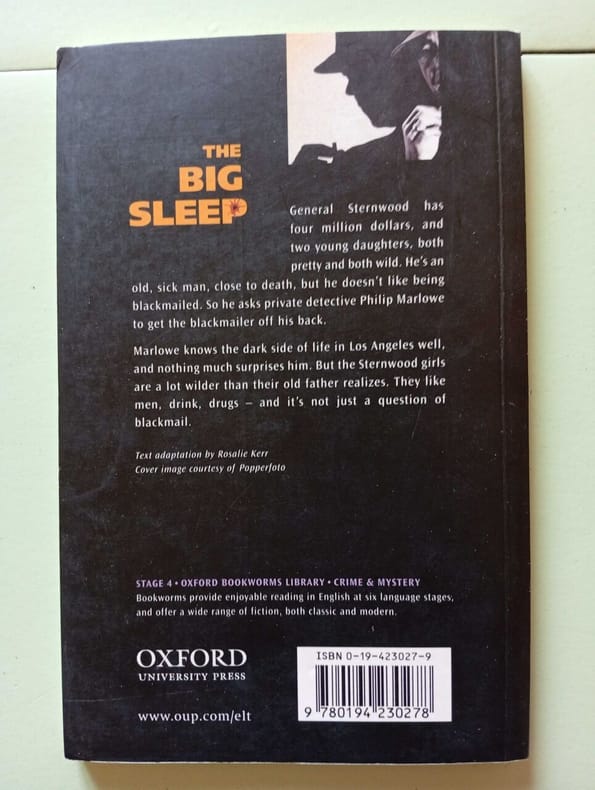 THE
BIG
SLEEP
General Sternwood has
four million dollars, and
two young daughters, both
pretty and both wild. He's an
old, sick man, close to death, but he doesn't like being
blackmailed. So he asks private detective Philip Marlowe
to get the blackmailer off his back.
Marlowe knows the dark side of life in Los Angeles well,
and nothing much surprises him. But the Sternwood girls
are a lot wilder than their old father realizes. They like
men, drink, drugs – and it's not just a question of
blackmail.
Text adaptation by Rosalie Kerr
Cover image courtesy of Popperfoto
STAGE 4 • OXFORD BOOKWORMS LIBRARY • CRIME & MYSTERY
Bookworms provide enjoyable reading in English at six language stages,
and offer a wide range of fiction, both classic and modern.
OXFORD
UNIVERSITY PRESS
www.oup.com/elt
ISBN 0-19-423027-9
9 780194 230278